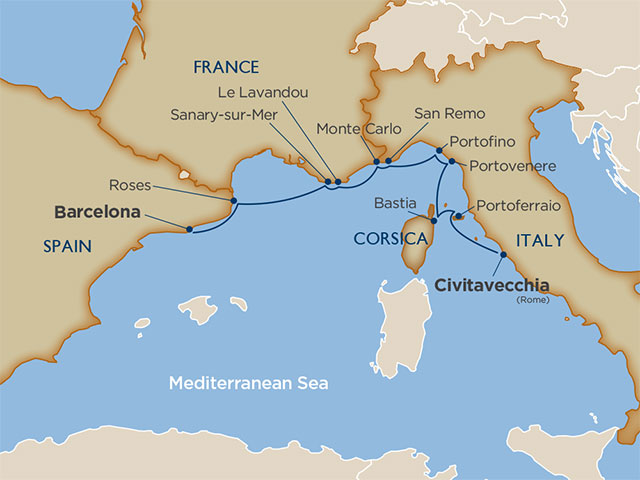 FRANCE
Le Lavandou
Sanary-sur-Mer
Monte Carlo
San Remo
Portofino
Portovenere
Roses
Barcelona
Bastia
Portoferraio
SPAIN
CORSICA
ITALY
Civitavecchia
(Rome)
Mediterranean Sea